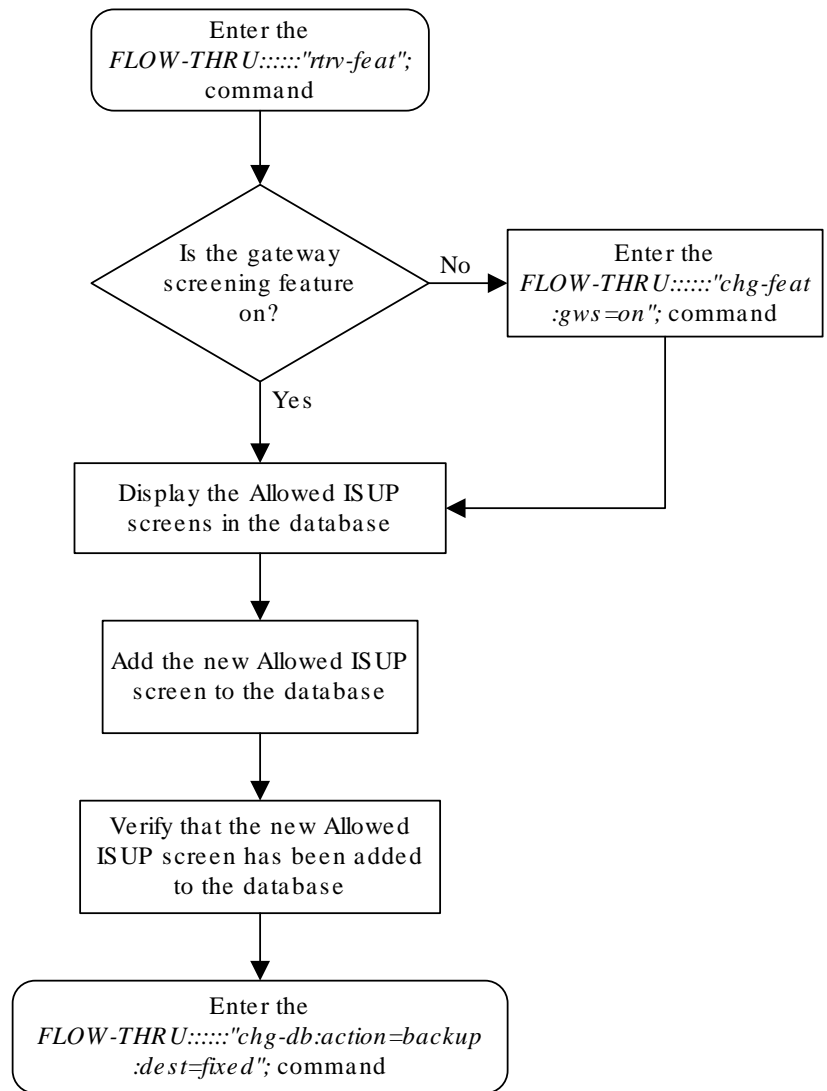 Enter the
FLOW-THRU::::::"rtrv-feat";
command
Is the gateway
screening feature
on?
No
Enter the
FLOW-THRU::::::"chg-feat
:gws=on"; command
Yes
Display the Allowed ISUP
screens in the database
Add the new Allowed ISUP
screen to the database
Verify that the new Allowed
ISUP screen has been added
to the database
Enter the
FLOW-THRU::::::"chg-db:action=backup
:dest=fixed"; command